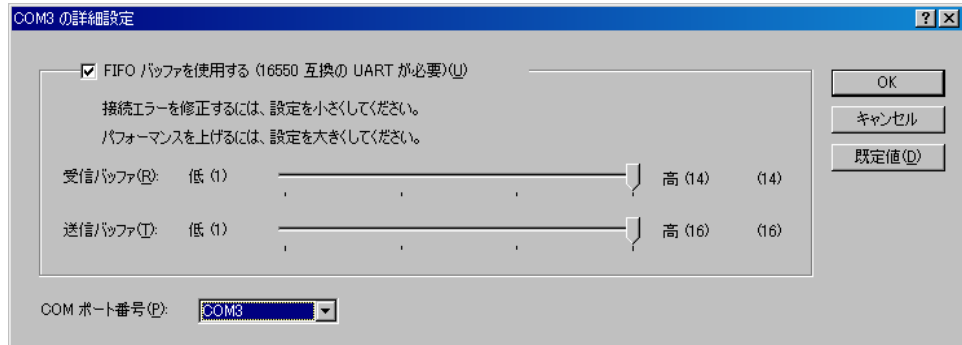 COM3 の詳細設定
FIFO バッファを使用する (16550 互換の UART が必要)(U)
接続エラーを修正するには、設定を小さくしてください。
パフォーマンスを上げるには、設定を大きくしてください。
受信バッファ(R): 低 (1) 高 (14) (14)
送信バッファ(T): 低 (1) 高 (16) (16)
COM ポート番号(P): COM3
OK
キャンセル
既定値(D)